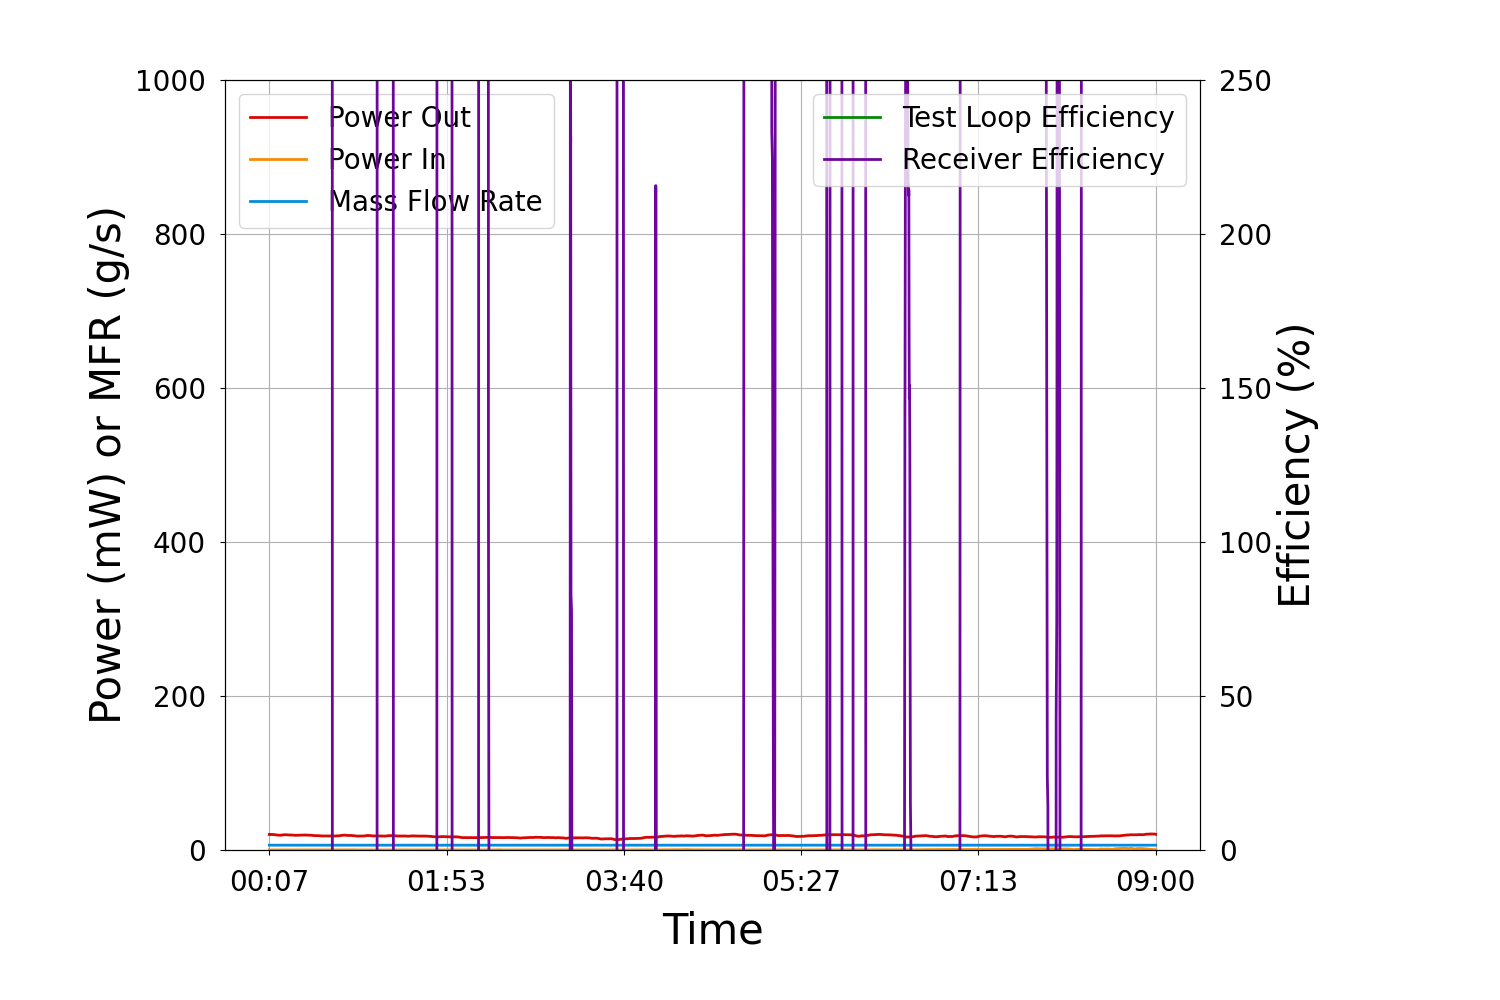 1000
800
600
400
200
0
Power (mW) or MFR (g/s)
Power Out
Power In
Mass Flow Rate
Test Loop Efficiency
Receiver Efficiency
250
200
150
100
50
0
Efficiency (%)
00:07 01:53 03:40 05:27 07:13 09:00
Time